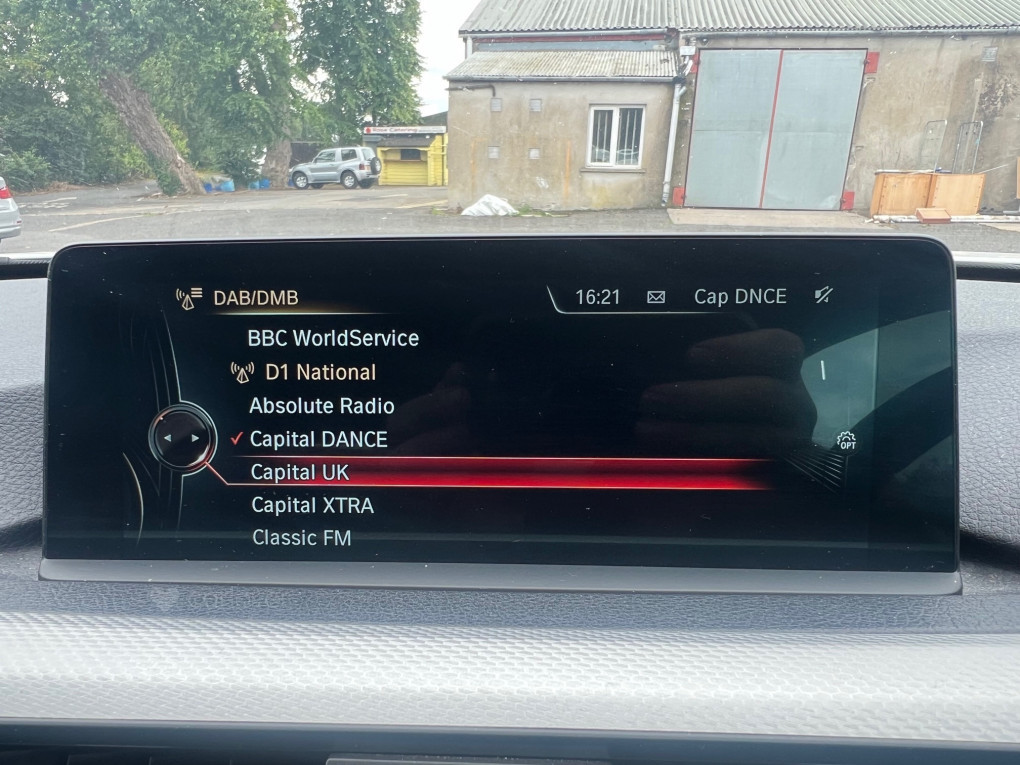 DAB/DMB
16:21 Cap DNCE
BBC WorldService
D1 National
Absolute Radio
Capital DANCE
Capital UK
OPT
Capital XTRA
Classic FM